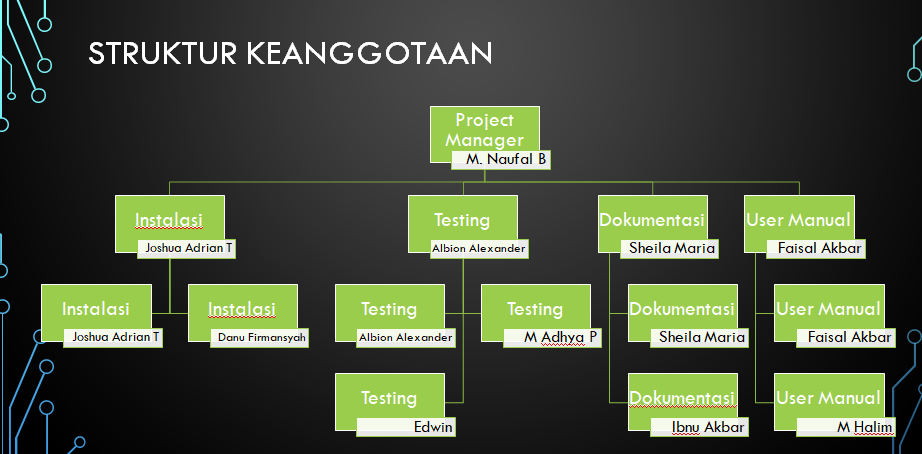 STRUKTUR KEANGGOTAAN
Project
Manager
M. Naufal B
Instalasi
Joshua Adrian T
Testing
Albion Alexander
Dokumentasi
Sheila Maria
User Manual
Faisal Akbar
Instalasi
Joshua Adrian T
Instalasi
Danu Firmansyah
Testing
Albion Alexander
Testing
M Adhya P
Dokumentasi
Sheila Maria
User Manual
Faisal Akbar
Testing
Edwin
Dokumentasi
Ibnu Akbar
User Manual
M Halim